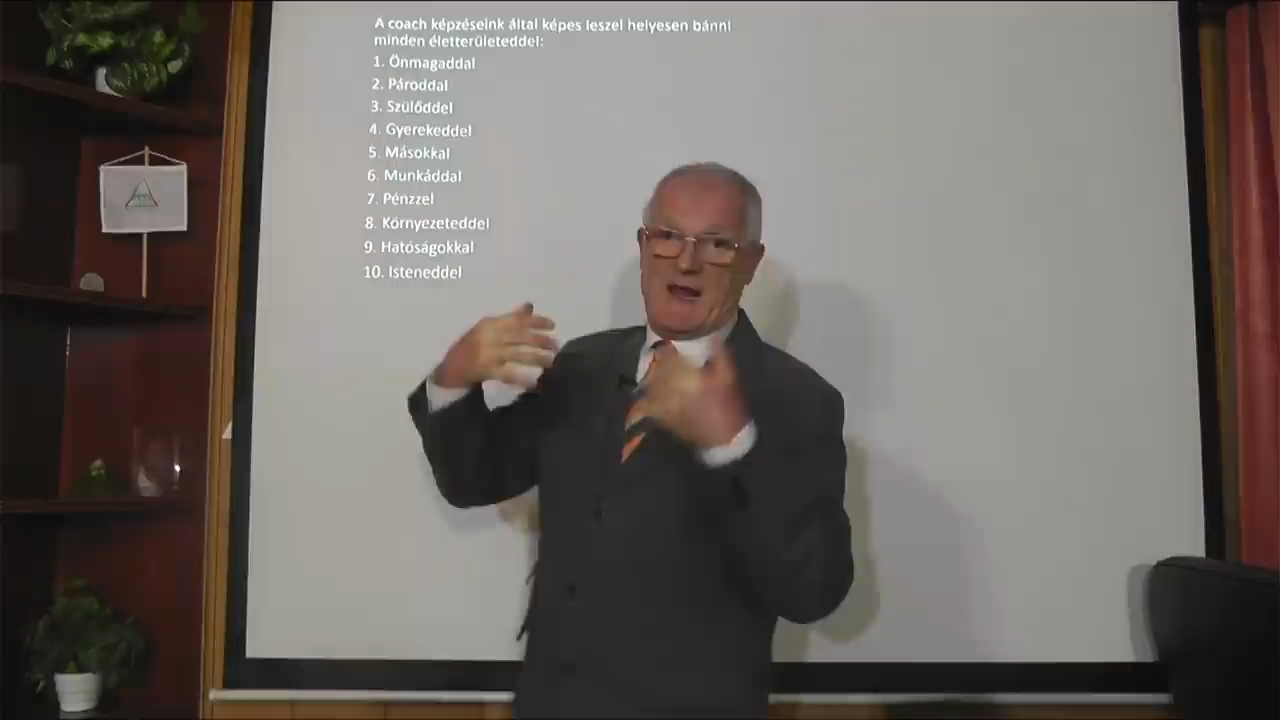 A coach képzéseink által képes leszel helyesen bánni
minden életterületeddel:
1. Önmagaddal
2. Pároddal
3. Szülőddel
4. Gyerekeddel
5. Másokkal
6. Munkáddal
7. Pénzzel
8. Környezeteddel
9. Hatóságokkal
10. Isteneddel